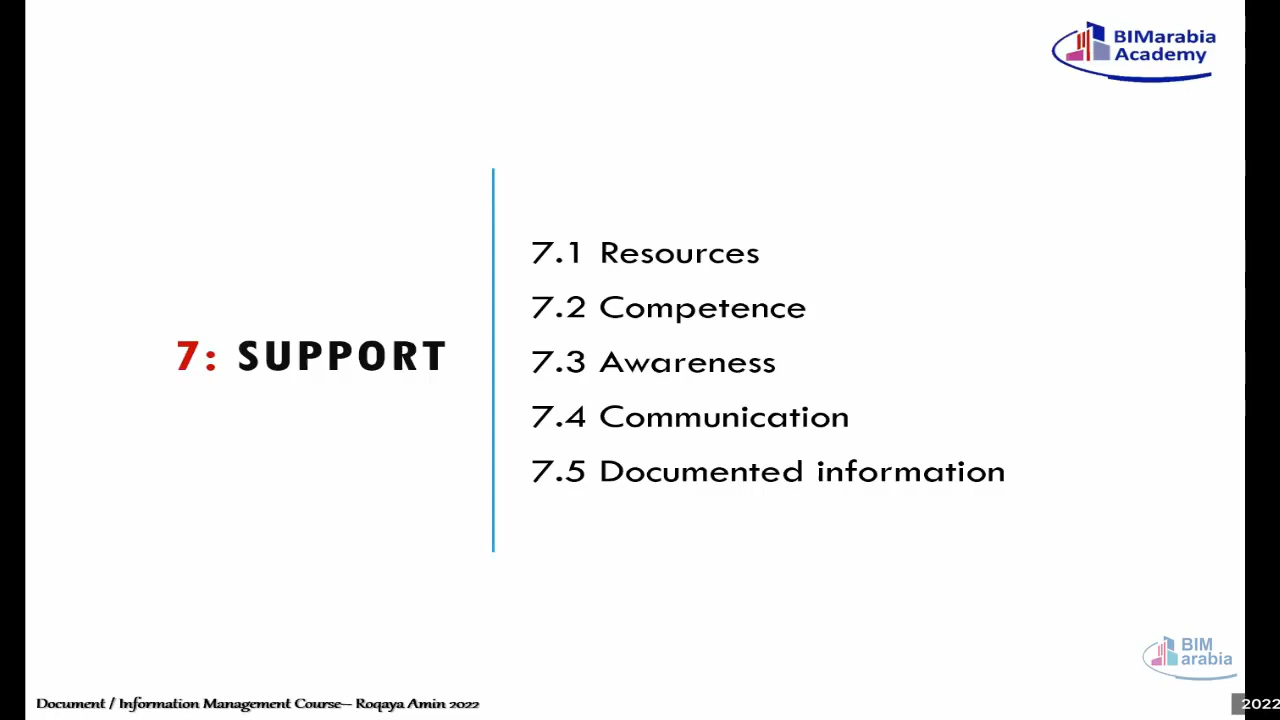 BIMarabia
Academy
7: SUPPORT
7.1 Resources
7.2 Competence
7.3 Awareness
7.4 Communication
7.5 Documented information
BIM
arabia
Document / Information Management Course– Roqaya Amin 2022
2022